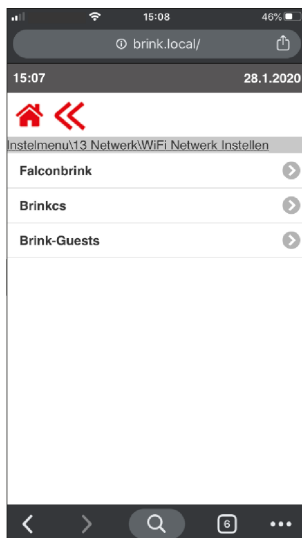 15:08
46%
brink.local/
15:07 28.1.2020
Instelmenu\13 Netwerk\WiFi Netwerk Instellen
Falconbrink
Brinkcs
Brink-Guests
6